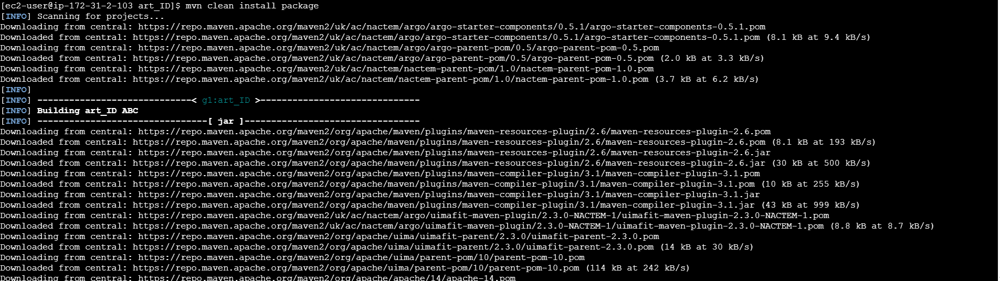 [ec2-user@ip-172-31-2-103 art_ID]$ mvn clean install package
[INFO] Scanning for projects...
Downloading from central: https://repo.maven.apache.org/maven2/uk/ac/nactem/argo/argo-starter-components/0.5.1/argo-starter-components-0.5.1.pom
Downloaded from central: https://repo.maven.apache.org/maven2/uk/ac/nactem/argo/argo-starter-components/0.5.1/argo-starter-components-0.5.1.pom (8.1 kB at 9.4 kB/s)
Downloading from central: https://repo.maven.apache.org/maven2/uk/ac/nactem/argo/argo-parent-pom/0.5/argo-parent-pom-0.5.pom
Downloaded from central: https://repo.maven.apache.org/maven2/uk/ac/nactem/argo/argo-parent-pom/0.5/argo-parent-pom-0.5.pom (2.0 kB at 3.3 kB/s)
Downloading from central: https://repo.maven.apache.org/maven2/uk/ac/nactem/nactem-parent-pom/1.0/nactem-parent-pom-1.0.pom
Downloaded from central: https://repo.maven.apache.org/maven2/uk/ac/nactem/nactem-parent-pom/1.0/nactem-parent-pom-1.0.pom (3.7 kB at 6.2 kB/s)
[INFO]
[INFO] -----------------------------< g1:art_ID >------------------------------
[INFO] Building art_ID ABC
[INFO] --------------------------------[ jar ]---------------------------------
Downloading from central: https://repo.maven.apache.org/maven2/org/apache/maven/plugins/maven-resources-plugin/2.6/maven-resources-plugin-2.6.pom
Downloaded from central: https://repo.maven.apache.org/maven2/org/apache/maven/plugins/maven-resources-plugin/2.6/maven-resources-plugin-2.6.pom (8.1 kB at 193 kB/s)
Downloading from central: https://repo.maven.apache.org/maven2/org/apache/maven/plugins/maven-resources-plugin/2.6/maven-resources-plugin-2.6.jar
Downloaded from central: https://repo.maven.apache.org/maven2/org/apache/maven/plugins/maven-resources-plugin/2.6/maven-resources-plugin-2.6.jar (30 kB at 500 kB/s)
Downloading from central: https://repo.maven.apache.org/maven2/org/apache/maven/plugins/maven-compiler-plugin/3.1/maven-compiler-plugin-3.1.pom
Downloaded from central: https://repo.maven.apache.org/maven2/org/apache/maven/plugins/maven-compiler-plugin/3.1/maven-compiler-plugin-3.1.pom (10 kB at 255 kB/s)
Downloading from central: https://repo.maven.apache.org/maven2/org/apache/maven/plugins/maven-compiler-plugin/3.1/maven-compiler-plugin-3.1.jar
Downloaded from central: https://repo.maven.apache.org/maven2/org/apache/maven/plugins/maven-compiler-plugin/3.1/maven-compiler-plugin-3.1.jar (43 kB at 999 kB/s)
Downloading from central: https://repo.maven.apache.org/maven2/uk/ac/nactem/argo/uimafit-maven-plugin/2.3.0-NACTEM-1/uimafit-maven-plugin-2.3.0-NACTEM-1.pom
Downloaded from central: https://repo.maven.apache.org/maven2/uk/ac/nactem/argo/uimafit-maven-plugin/2.3.0-NACTEM-1/uimafit-maven-plugin-2.3.0-NACTEM-1.pom (8.8 kB at 8.7 kB/s)
Downloading from central: https://repo.maven.apache.org/maven2/org/apache/uima/uimafit-parent/2.3.0/uimafit-parent-2.3.0.pom
Downloaded from central: https://repo.maven.apache.org/maven2/org/apache/uima/uimafit-parent/2.3.0/uimafit-parent-2.3.0.pom (14 kB at 30 kB/s)
Downloading from central: https://repo.maven.apache.org/maven2/org/apache/uima/parent-pom/10/parent-pom-10.pom
Downloaded from central: https://repo.maven.apache.org/maven2/org/apache/uima/parent-pom/10/parent-pom-10.pom (114 kB at 242 kB/s)
Downloading from central: https://repo.maven.apache.org/maven2/org/apache/apache/14/apache-14.pom